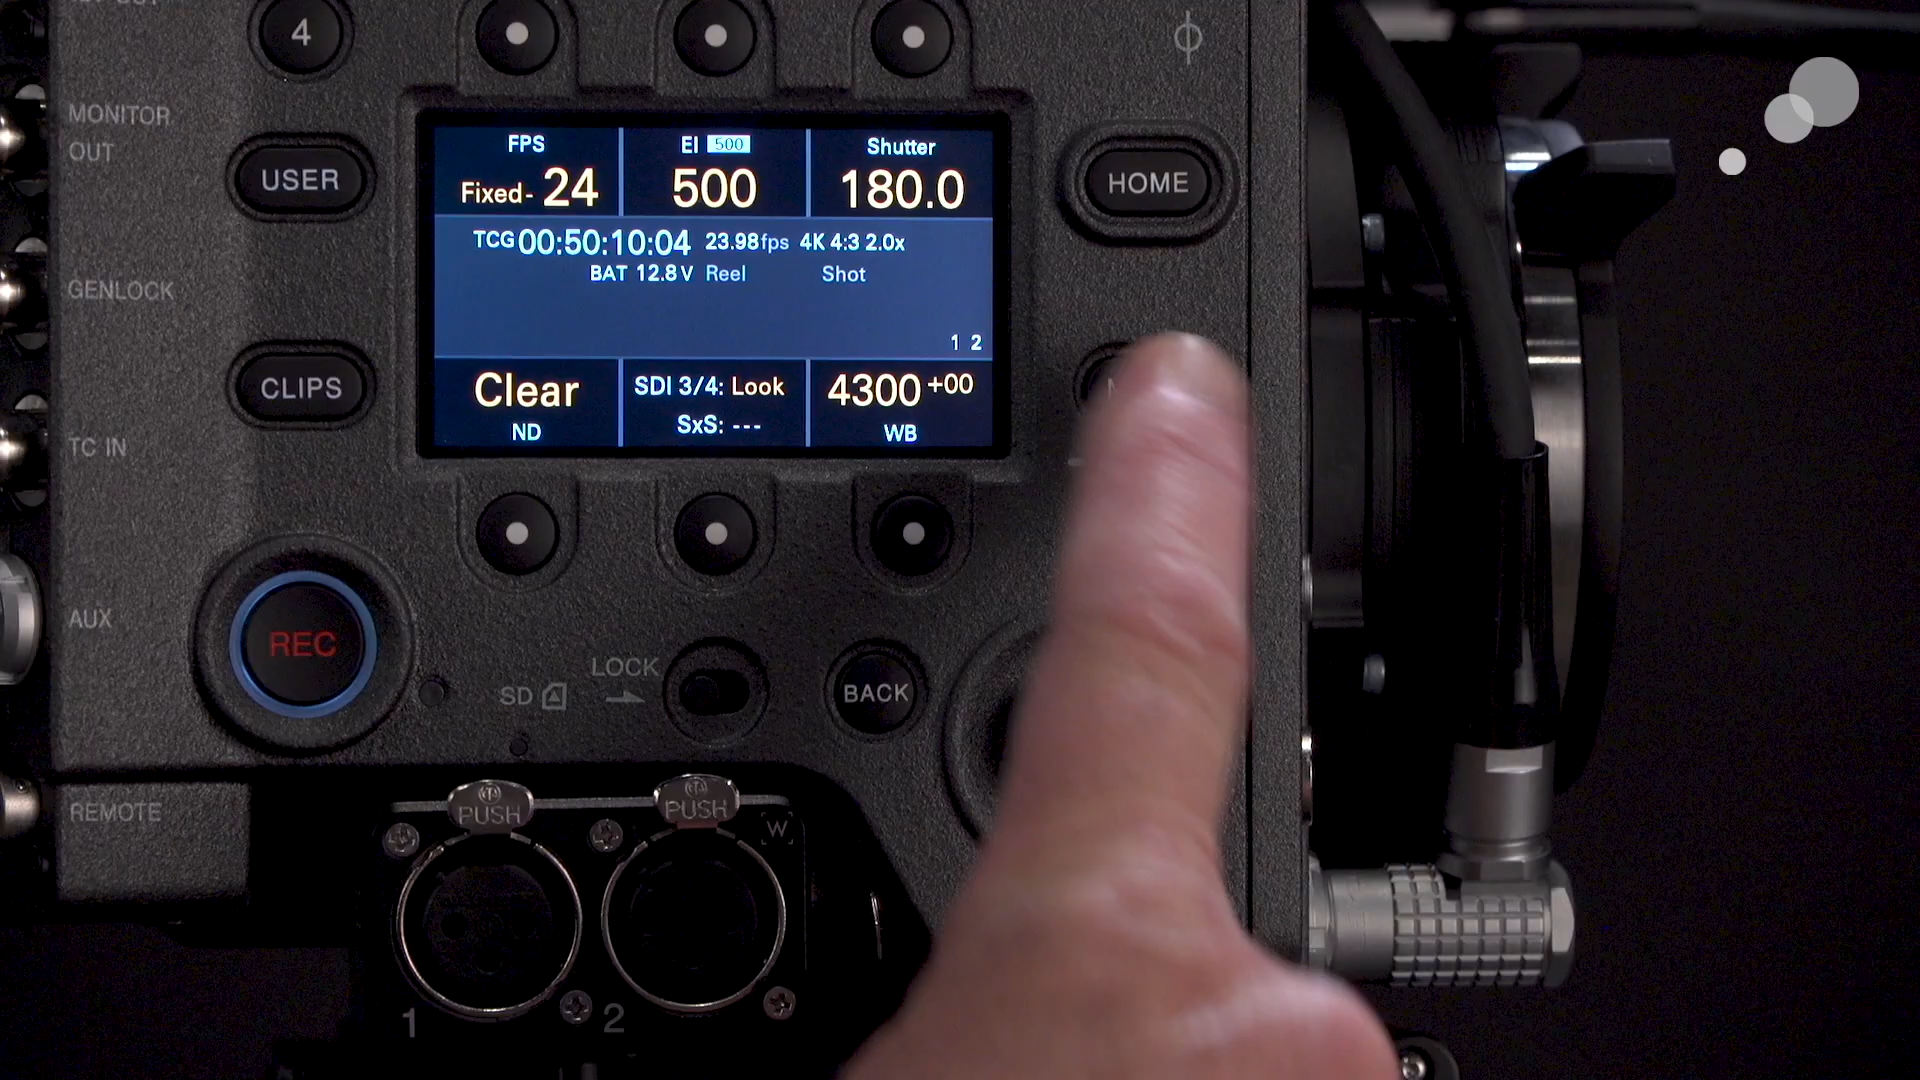 4
MONITOR
OUT
USER
HOME
FPS
EI 500
Shutter
Fixed- 24
500
180.0
TCG 00:50:10:04 23.98fps 4K 4:3 2.0x
BAT 12.8V Reel Shot
1 2
GENLOCK
CLIPS
Clear
SDI 3/4: Look
4300+00
ND
SxS: ---
WB
TC IN
AUX
REC
LOCK
SD
BACK
REMOTE
PUSH
PUSH
W
1
2